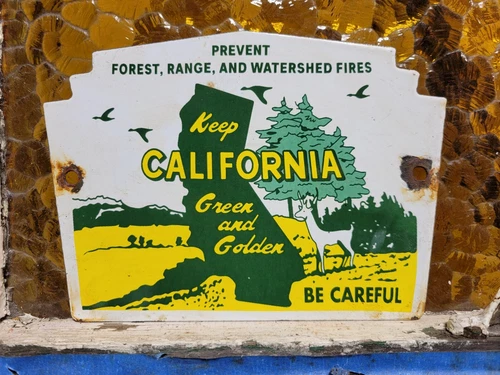 PREVENT
FOREST, RANGE, AND WATERSHED FIRES
Keep
CALIFORNIA
Green
and
Golden
BE CAREFUL